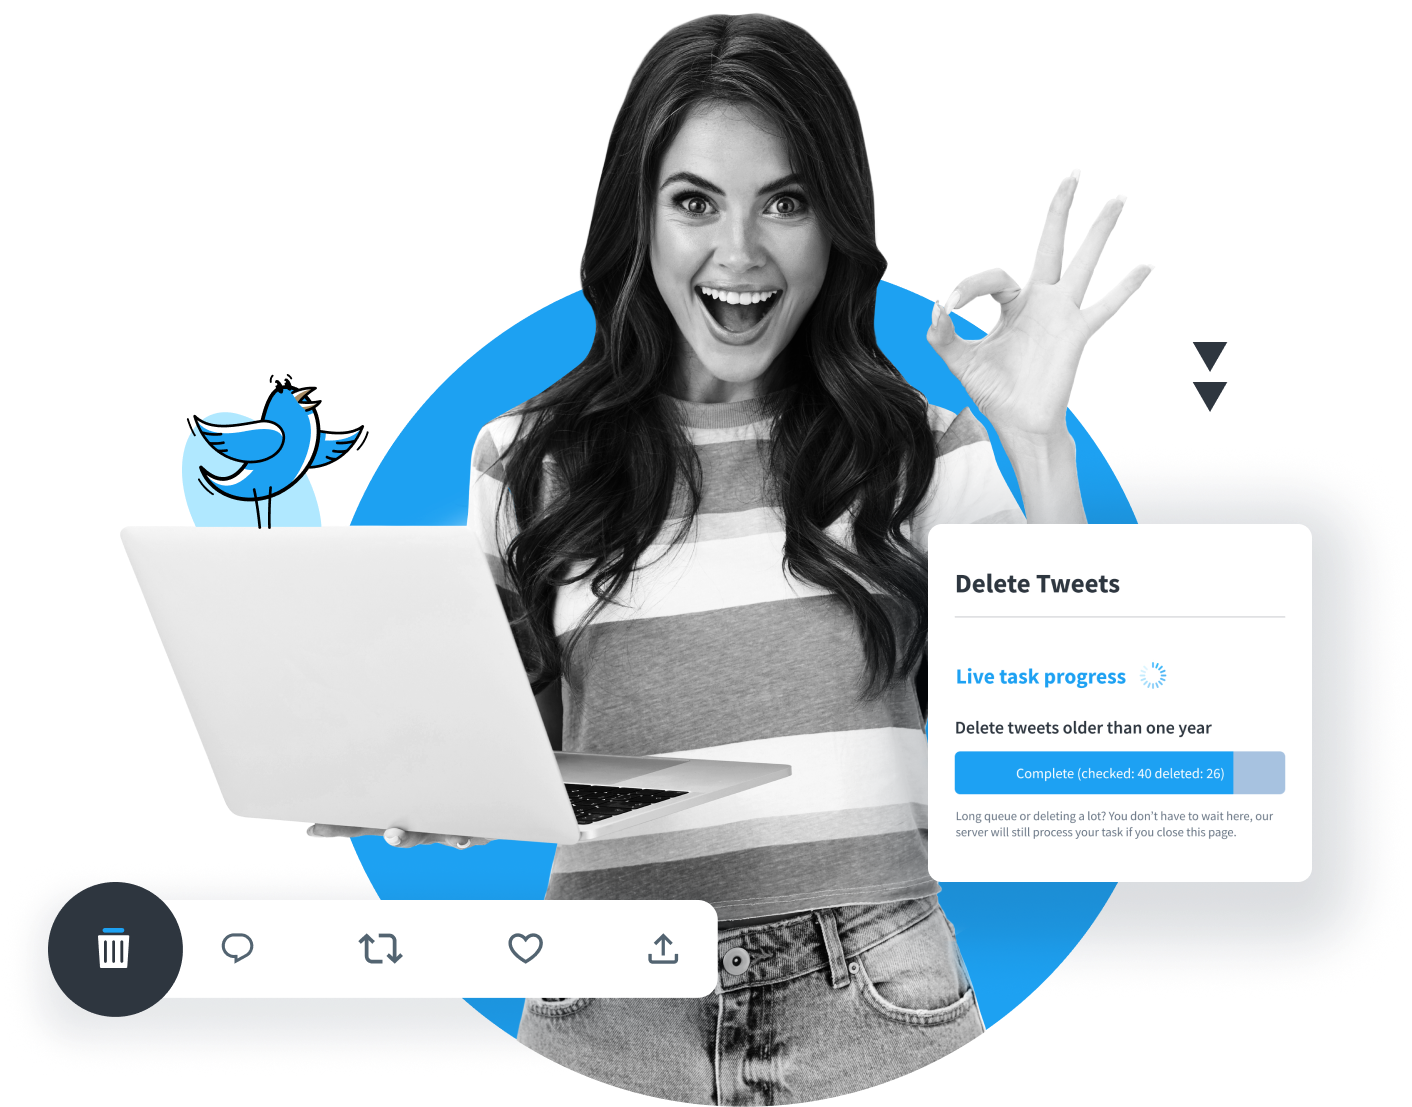 Delete Tweets
Live task progress
Delete tweets older than one year
Complete (checked: 40 deleted: 26)
Long queue or deleting a lot? You don't have to wait here, our
server will still process your task if you close this page.